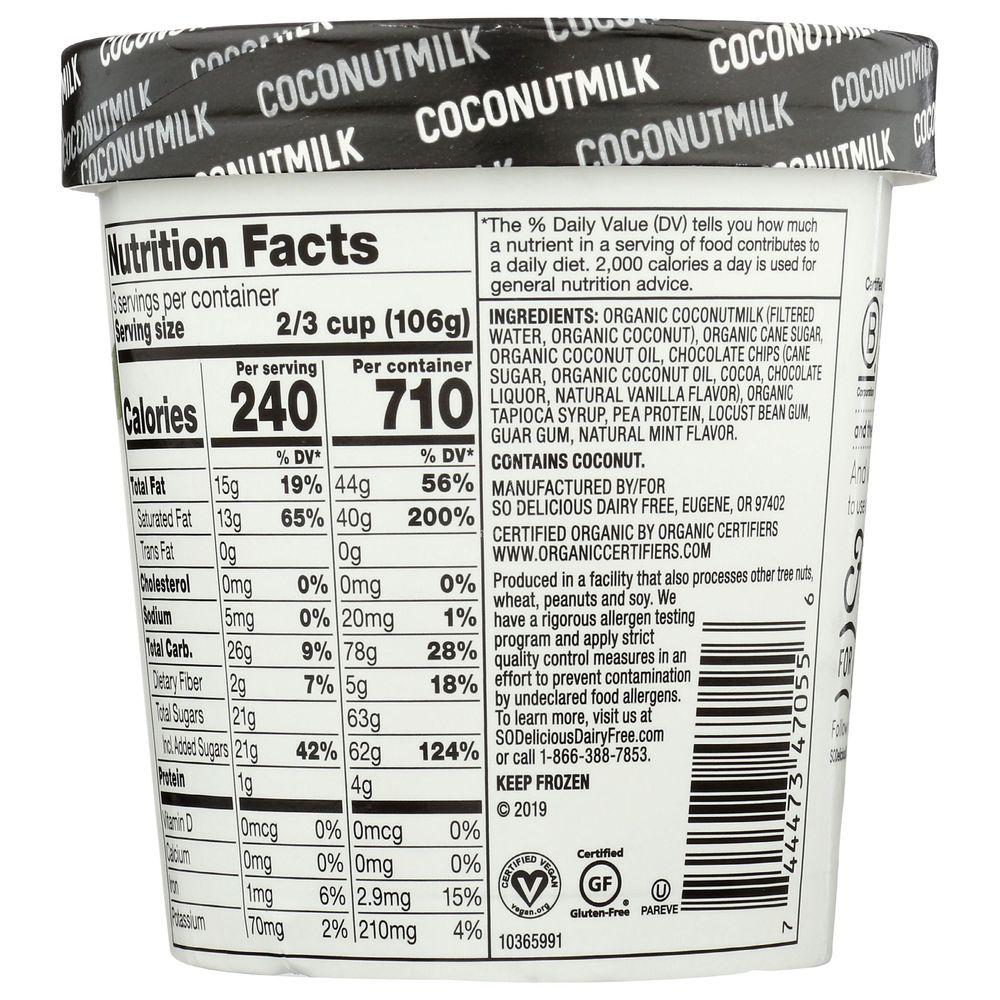 COCONUTMILK
COCONUTMILK
COCONUTMILK
COCONUTMILK
COCONUTMILK
COCONUTMILK
COCONUTMILK
Nutrition Facts
3 servings per container
Serving size 2/3 cup (106g)
Per serving Per container
Calories 240 710
% DV* % DV*
Total Fat 15g 19% 44g 56%
Saturated Fat 13g 65% 40g 200%
Trans Fat 0g 0g
Cholesterol 0mg 0% 0mg 0%
Sodium 5mg 0% 20mg 1%
Total Carb. 26g 9% 78g 28%
Dietary Fiber 2g 7% 5g 18%
Total Sugars 21g 63g
Incl. Added Sugars 21g 42% 62g 124%
Protein 1g 4g
Vitamin D 0mcg 0% 0mcg 0%
Calcium 0mg 0% 0mg 0%
Iron 1mg 6% 2.9mg 15%
Potassium 70mg 2% 210mg 4%
*The % Daily Value (DV) tells you how much
a nutrient in a serving of food contributes to
a daily diet. 2,000 calories a day is used for
general nutrition advice.
INGREDIENTS: ORGANIC COCONUTMILK (FILTERED
WATER, ORGANIC COCONUT), ORGANIC CANE SUGAR,
ORGANIC COCONUT OIL, CHOCOLATE CHIPS (CANE
SUGAR, ORGANIC COCONUT OIL, COCOA, CHOCOLATE
LIQUOR, NATURAL VANILLA FLAVOR), ORGANIC
TAPIOCA SYRUP, PEA PROTEIN, LOCUST BEAN GUM,
GUAR GUM, NATURAL MINT FLAVOR.
CONTAINS COCONUT.
MANUFACTURED BY/FOR
SO DELICIOUS DAIRY FREE, EUGENE, OR 97402
CERTIFIED ORGANIC BY ORGANIC CERTIFIERS
WWW.ORGANICCERTIFIERS.COM
Produced in a facility that also processes other tree nuts,
wheat, peanuts and soy. We
have a rigorous allergen testing
program and apply strict
quality control measures in an
effort to prevent contamination
by undeclared food allergens.
To learn more, visit us at
SODeliciousDairyFree.com
or call 1-866-388-7853.
KEEP FROZEN
© 2019
CERTIFIED VEGAN
vegan.org
Certified
GF
Gluten-Free®
U
PAREVE
10365991
7 44473 47055 6
Certified
B
Corporation
FOR